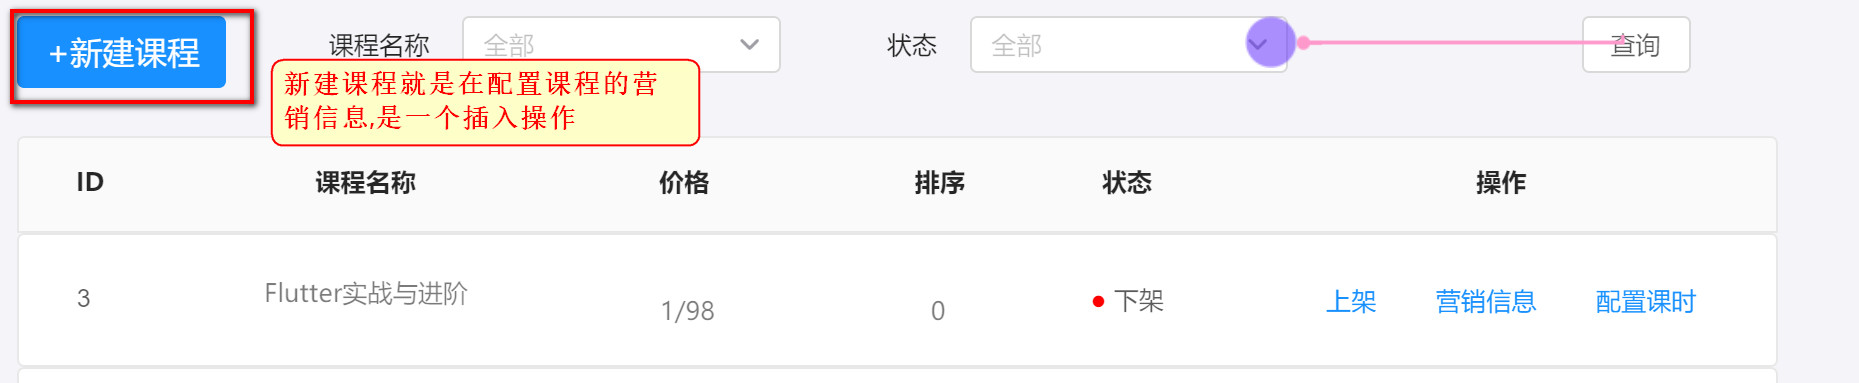 +新建课程
课程名称
全部
状态
全部
查询
新建课程就是在配置课程的营
销信息,是一个插入操作
ID
课程名称
价格
排序
状态
操作
3
Flutter实战与进阶
1/98
0
下架
上架
营销信息
配置课时